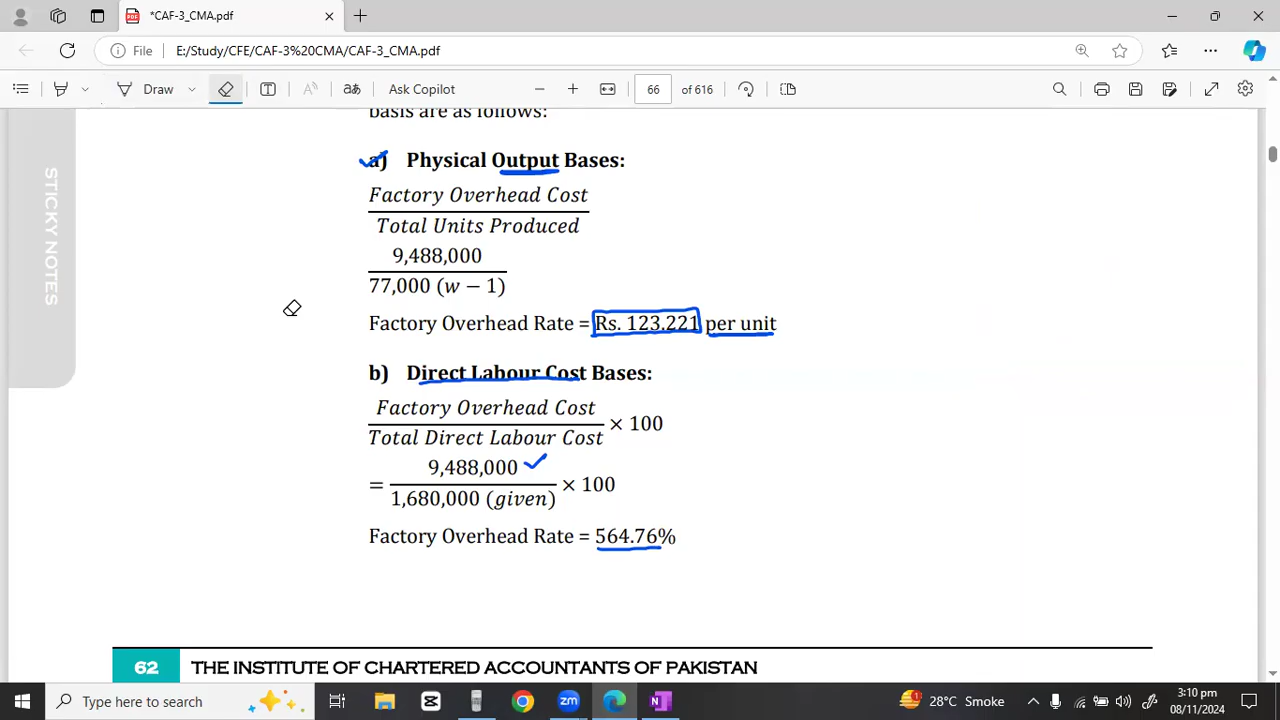 *CAF-3_CMA.pdf
File E:/Study/CFE/CAF-3%20CMA/CAF-3_CMA.pdf
Draw Ask Copilot 66 of 616
STICKY NOTES
basis are as follows:
a) Physical Output Bases:
Factory Overhead Cost
Total Units Produced
9,488,000
77,000 (w − 1)
Factory Overhead Rate = Rs. 123.221 per unit
b) Direct Labour Cost Bases:
Factory Overhead Cost
Total Direct Labour Cost × 100
= 9,488,000
1,680,000 (given) × 100
Factory Overhead Rate = 564.76%
62 THE INSTITUTE OF CHARTERED ACCOUNTANTS OF PAKISTAN
Type here to search zm 28°C Smoke 3:10 pm
08/11/2024